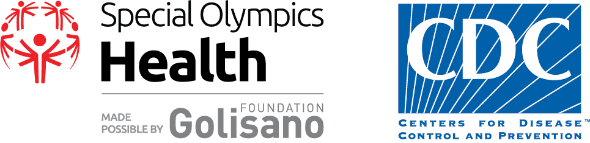 Special Olympics
Health
MADE
POSSIBLE BY
FOUNDATION
Golisano
CDC
CENTERS FOR DISEASE™
CONTROL AND PREVENTION